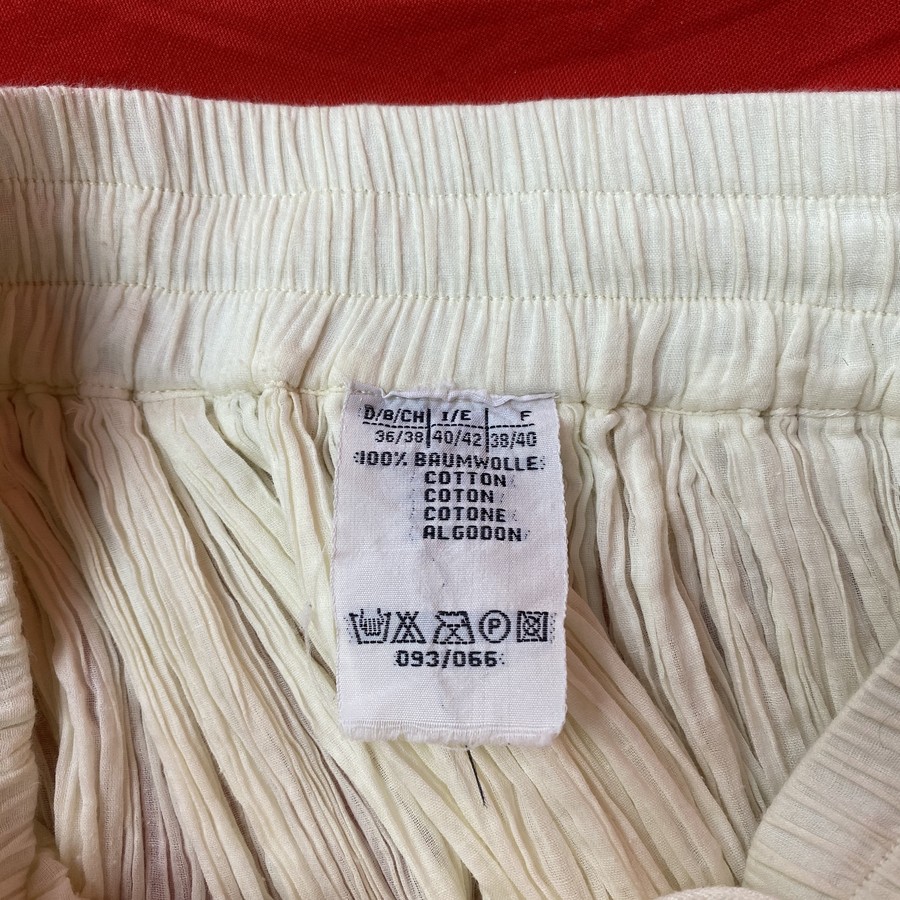 D/B/CH I/E F
36/38 40/42 38/40
100% BAUMWOLLE
COTTON
COTON
COTONE
ALGODON
P
093/066